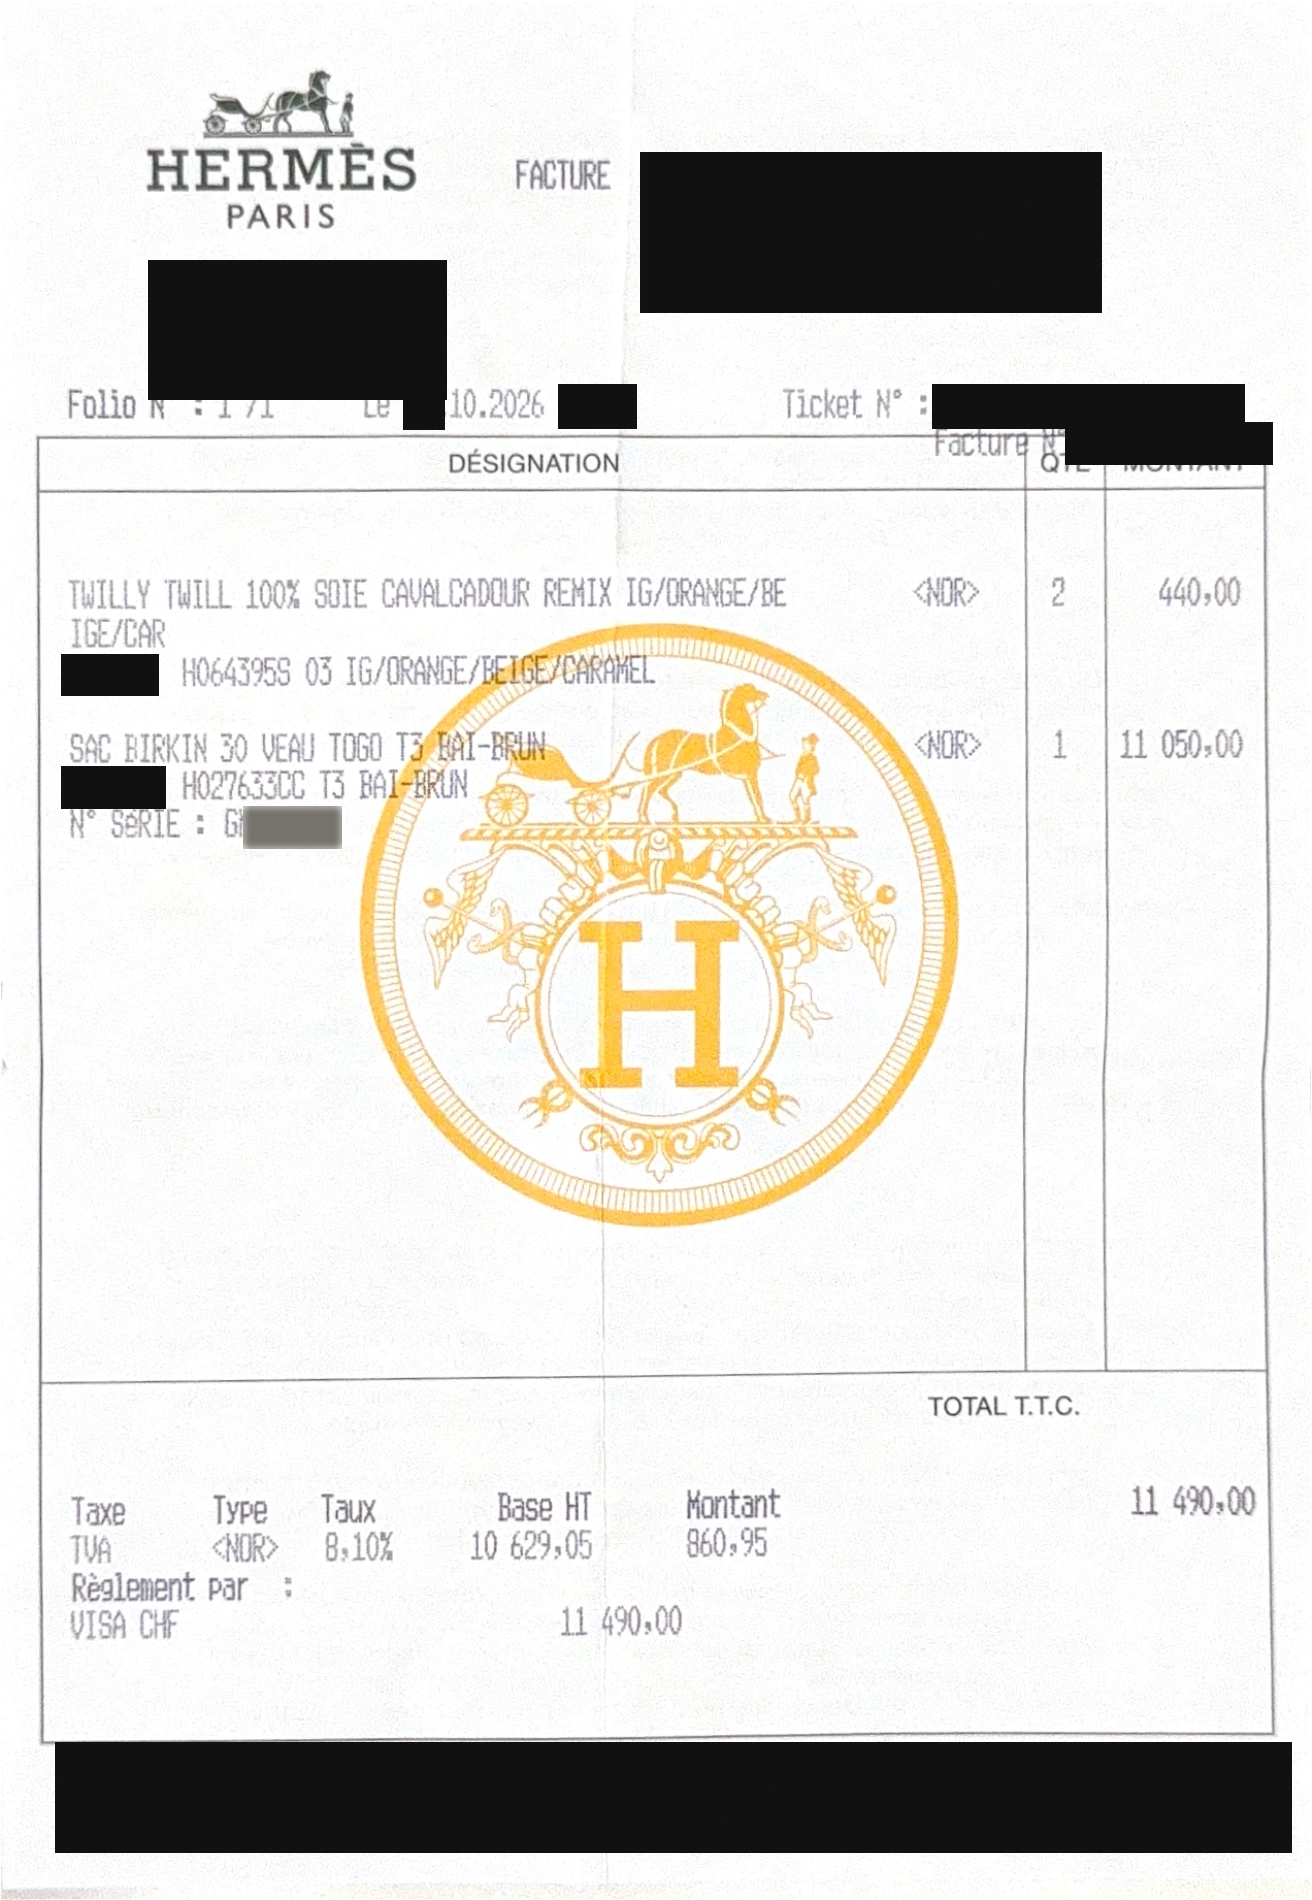 HERMÈS
PARIS
FACTURE
Folio N : 1 /1 Le .10.2026 Ticket N° :
Facture N°
DÉSIGNATION QTÉ MONTANT
TWILLY TWILL 100% SOIE CAVALCADOUR REMIX IG/ORANGE/BE <NOR> 2 440,00
IGE/CAR
H064395S 03 IG/ORANGE/BEIGE/CARAMEL
SAC BIRKIN 30 VEAU TOGO T3 BAI-BRUN <NOR> 1 11 050,00
H027633CC T3 BAI-BRUN
N° SéRIE : G
H
TOTAL T.T.C.
11 490,00
Taxe Type Taux Base HT Montant
TVA <NOR> 8,10% 10 629,05 860,95
Règlement par :
VISA CHF 11 490,00